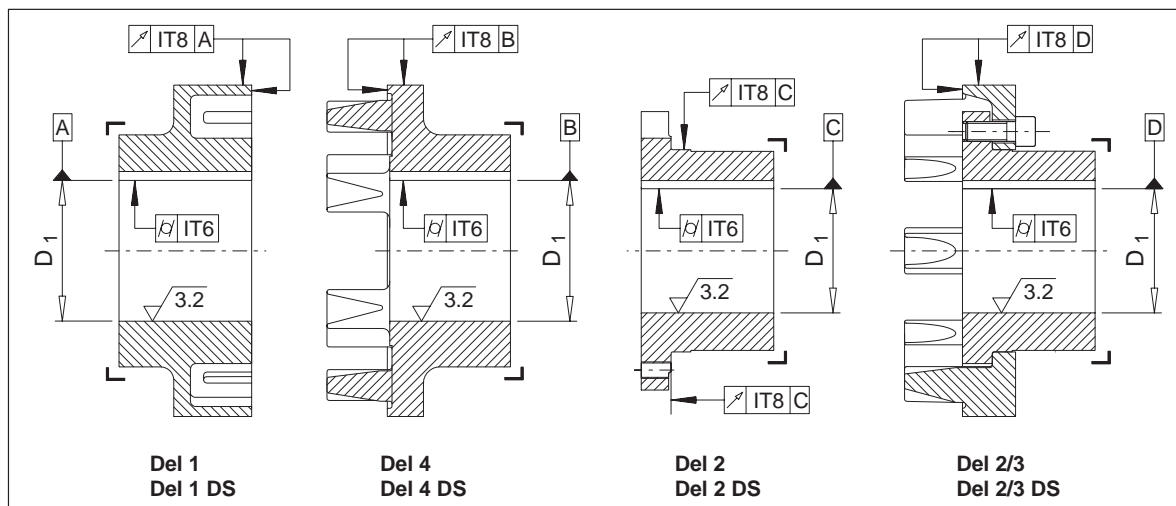 IT8 A
IT8 B
IT8 C
IT8 D
A
B
C
D
IT6
IT6
IT6
IT6
D1
D1
D1
D1
3.2
3.2
3.2
3.2
IT8 C
Del 1
Del 1 DS
Del 4
Del 4 DS
Del 2
Del 2 DS
Del 2/3
Del 2/3 DS